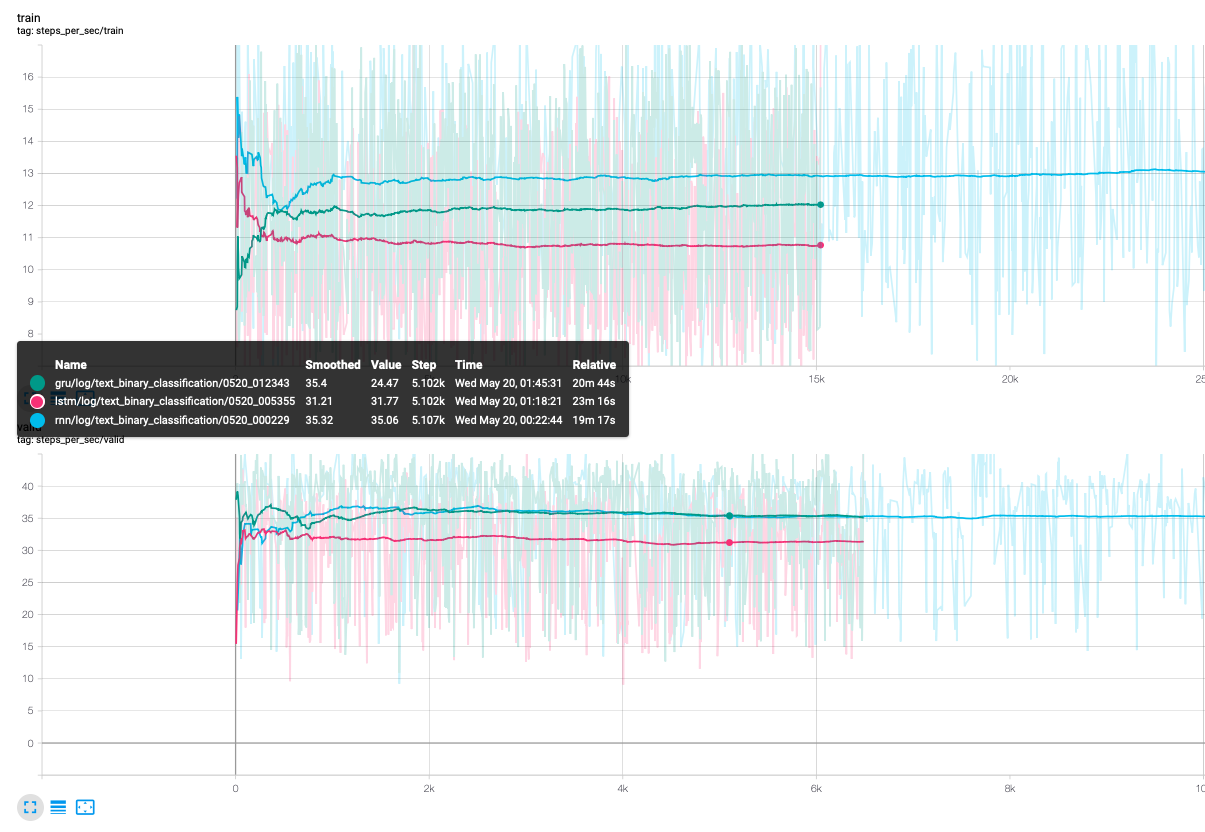 train
tag: steps_per_sec/train
16
15
14
13
12
11
10
9
8
0k
15k
20k
25
Name Smoothed Value Step Time Relative
gru/log/text_binary_classification/0520_012343 35.4 24.47 5.102k Wed May 20, 01:45:31 20m 44s
lstm/log/text_binary_classification/0520_005355 31.21 31.77 5.102k Wed May 20, 01:18:21 23m 16s
rnn/log/text_binary_classification/0520_000229 35.32 35.06 5.107k Wed May 20, 00:22:44 19m 17s
valid
tag: steps_per_sec/valid
40
35
30
25
20
15
10
5
0
0 2k 4k 6k 8k 10